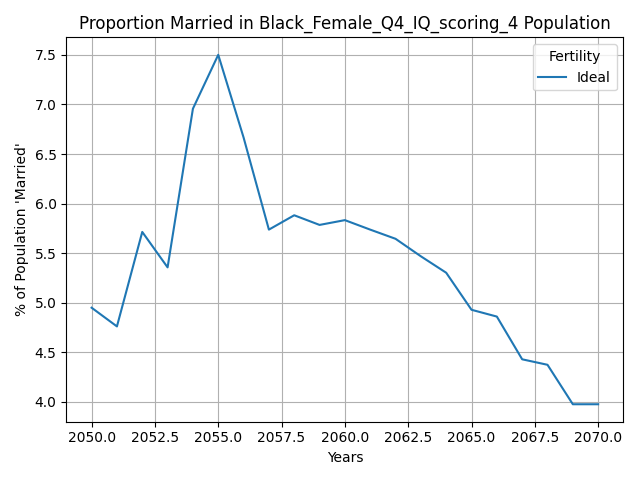 Proportion Married in Black_Female_Q4_IQ_scoring_4 Population
% of Population 'Married'
7.5
7.0
6.5
6.0
5.5
5.0
4.5
4.0
Fertility
Ideal
2050.0 2052.5 2055.0 2057.5 2060.0 2062.5 2065.0 2067.5 2070.0
Years